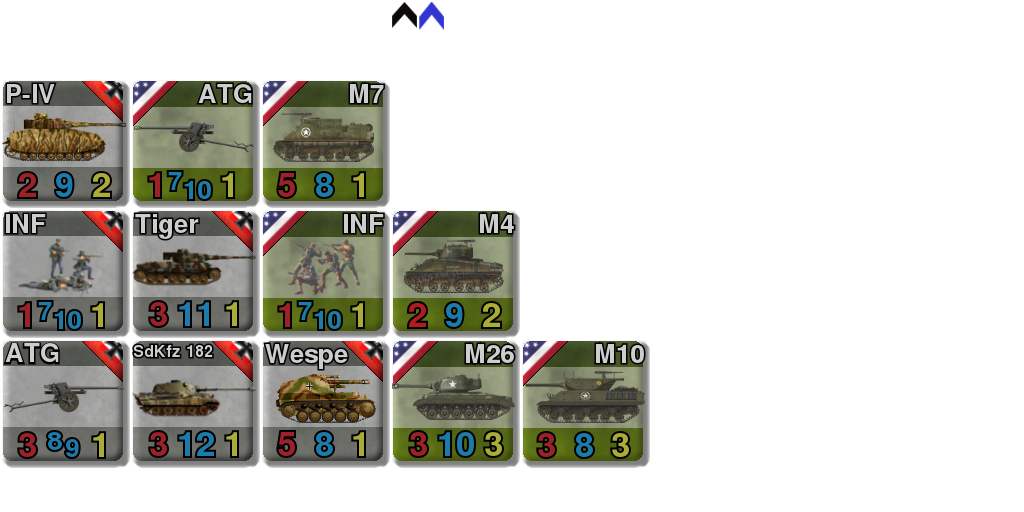 P-IV ATG M7
2 9 2 1 7 10 1 5 8 1
INF Tiger INF M4
1 7 10 1 3 11 1 1 7 10 1 2 9 2
ATG SdKfz 182 Wespe M26 M10
3 8 9 1 3 12 1 5 8 1 3 10 3 3 8 3